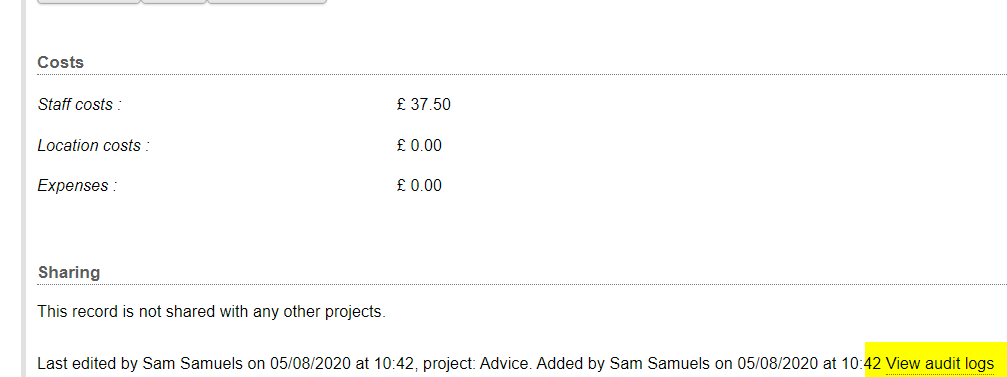 Costs
Staff costs : £ 37.50
Location costs : £ 0.00
Expenses : £ 0.00
Sharing
This record is not shared with any other projects.
Last edited by Sam Samuels on 05/08/2020 at 10:42, project: Advice. Added by Sam Samuels on 05/08/2020 at 10:42 View audit logs